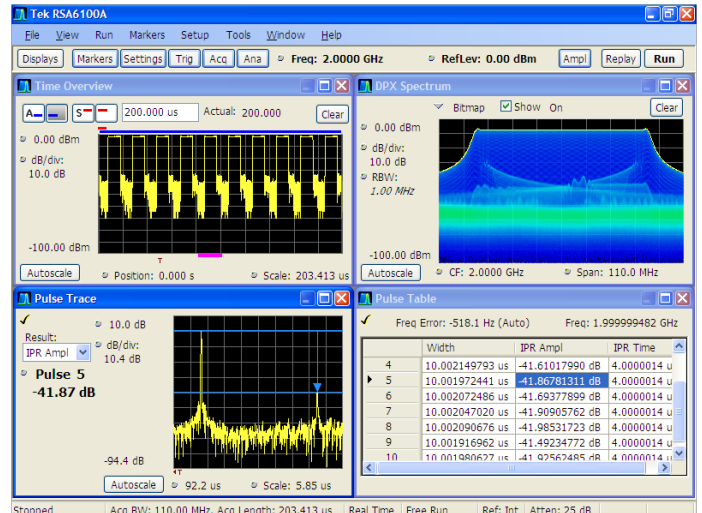 Tek RSA6100A
File View Run Markers Setup Tools Window Help
Displays Markers Settings Trig Acq Ana Freq: 2.0000 GHz RefLev: 0.00 dBm Ampl Replay Run
Time Overview
A S 200.000 us Actual: 200.000 Clear
0.00 dBm
dB/div:
10.0 dB
-100.00 dBm
T
Autoscale Position: 0.000 s Scale: 203.413 us
DPX Spectrum
Bitmap Show On Clear
0.00 dBm
dB/div:
10.0 dB
RBW:
1.00 MHz
-100.00 dBm
Autoscale CF: 2.0000 GHz Span: 110.0 MHz
Pulse Trace
Result:
IPR Ampl
Pulse 5
-41.87 dB
10.0 dB
dB/div:
10.4 dB
-94.4 dB
T
Autoscale 92.2 us Scale: 5.85 us
Pulse Table
Freq Error: -518.1 Hz (Auto) Freq: 1.999999482 GHz
Width IPR Ampl IPR Time
4 10.002149793 us -41.61017990 dB 4.0000014 u
5 10.001972441 us -41.86781311 dB 4.0000014 u
6 10.002072486 us -41.69377899 dB 4.0000014 u
7 10.002047020 us -41.90905762 dB 4.0000014 u
8 10.002090676 us -41.98531723 dB 4.0000014 u
9 10.001916962 us -41.49234772 dB 4.0000014 u
10 10.001980627 us -41.92562485 dB 4.0000014 u
Stopped Acq BW: 110.00 MHz, Acq Length: 203.413 us Real Time Free Run Ref: Int Atten: 25 dB